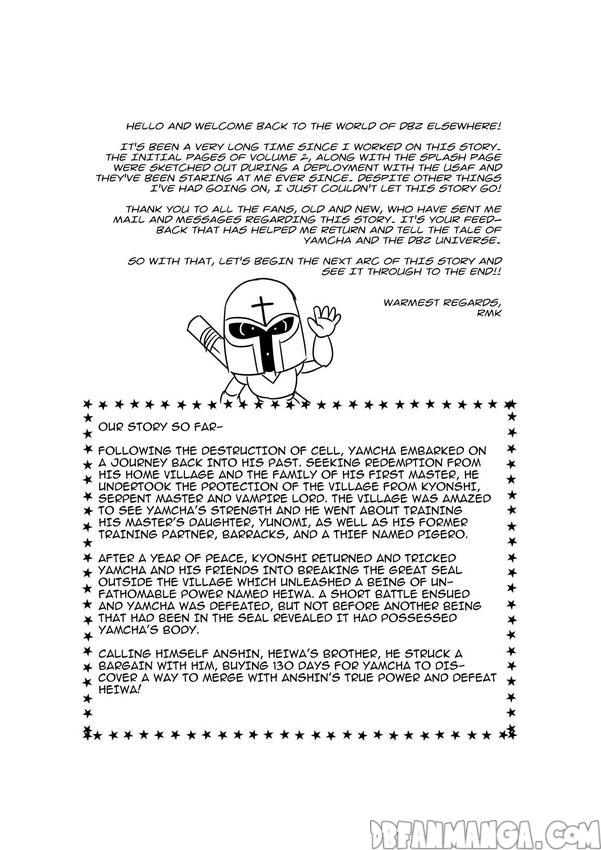 HELLO AND WELCOME BACK TO THE WORLD OF DBZ ELSEWHERE!
IT'S BEEN A VERY LONG TIME SINCE I WORKED ON THIS STORY.
THE INITIAL PAGES OF VOLUME 2, ALONG WITH THE SPLASH PAGE
WERE SKETCHED OUT DURING A DEPLOYMENT WITH THE USAF AND
THEY'VE BEEN STARING AT ME EVER SINCE. DESPITE OTHER THINGS
I'VE HAD GOING ON, I JUST COULDN'T LET THIS STORY GO!
THANK YOU TO ALL THE FANS, OLD AND NEW, WHO HAVE SENT ME
MAIL AND MESSAGES REGARDING THIS STORY. IT'S YOUR FEED-
BACK THAT HAS HELPED ME RETURN AND TELL THE TALE OF
YAMCHA AND THE DBZ UNIVERSE.
SO WITH THAT, LET'S BEGIN THE NEXT ARC OF THIS STORY AND
SEE IT THROUGH TO THE END!!
WARMEST REGARDS,
RMK
OUR STORY SO FAR-
FOLLOWING THE DESTRUCTION OF CELL, YAMCHA EMBARKED ON
A JOURNEY BACK INTO HIS PAST. SEEKING REDEMPTION FROM
HIS HOME VILLAGE AND THE FAMILY OF HIS FIRST MASTER, HE
UNDERTOOK THE PROTECTION OF THE VILLAGE FROM KYONSHI,
SERPENT MASTER AND VAMPIRE LORD. THE VILLAGE WAS AMAZED
TO SEE YAMCHA'S STRENGTH AND HE WENT ABOUT TRAINING
HIS MASTER'S DAUGHTER, YUNOMI, AS WELL AS HIS FORMER
TRAINING PARTNER, BARRACKS, AND A THIEF NAMED PIGERO.
AFTER A YEAR OF PEACE, KYONSHI RETURNED AND TRICKED
YAMCHA AND HIS FRIENDS INTO BREAKING THE GREAT SEAL
OUTSIDE THE VILLAGE WHICH UNLEASHED A BEING OF UN-
FATHOMABLE POWER NAMED HEIWA. A SHORT BATTLE ENSUED
AND YAMCHA WAS DEFEATED, BUT NOT BEFORE ANOTHER BEING
THAT HAD BEEN IN THE SEAL REVEALED IT HAD POSSESSED
YAMCHA'S BODY.
CALLING HIMSELF ANSHIN, HEIWA'S BROTHER, HE STRUCK A
BARGAIN WITH HIM, BUYING 130 DAYS FOR YAMCHA TO DIS-
COVER A WAY TO MERGE WITH ANSHIN'S TRUE POWER AND DEFEAT
HEIWA!
DBFANMANGA.COM